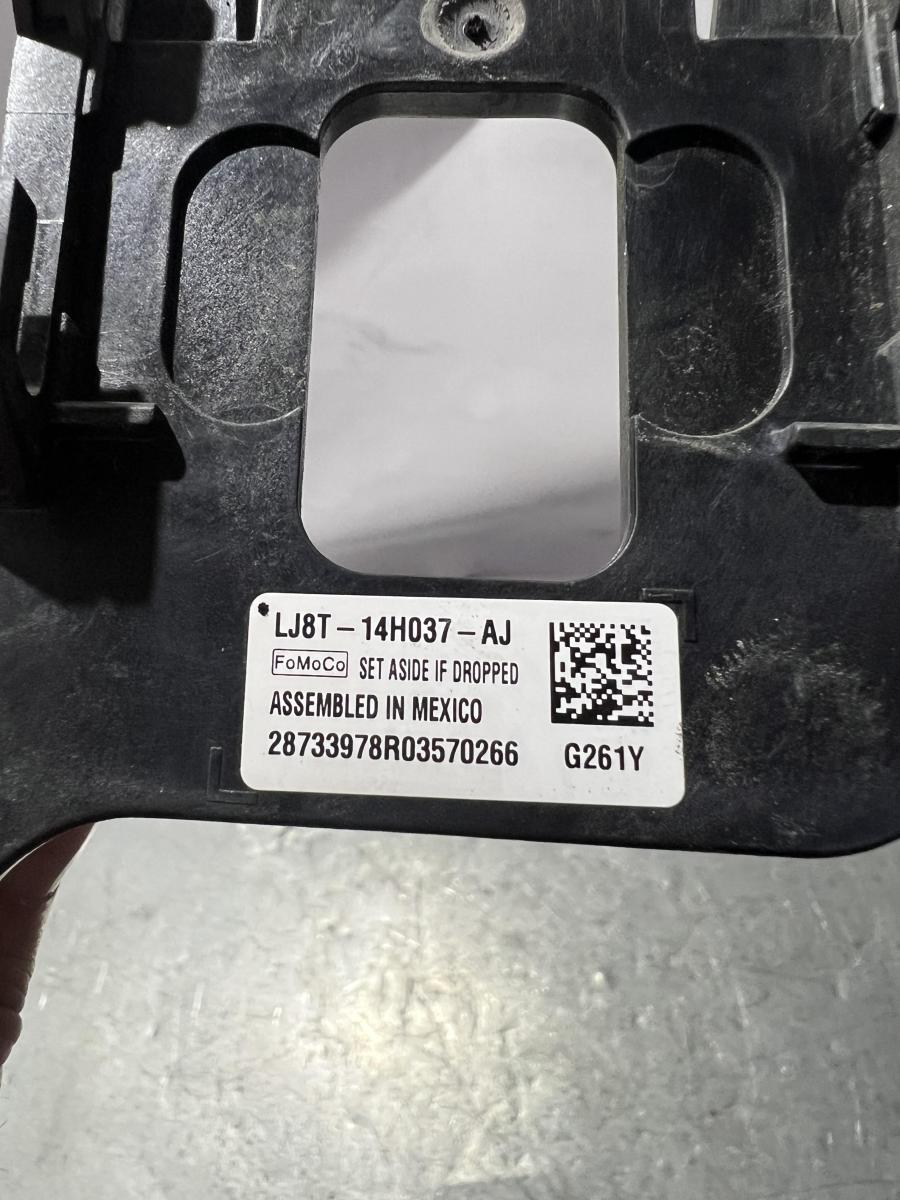 LJ8T-14H037-AJ
FoMoCo SET ASIDE IF DROPPED
ASSEMBLED IN MEXICO
28733978R03570266 G261Y